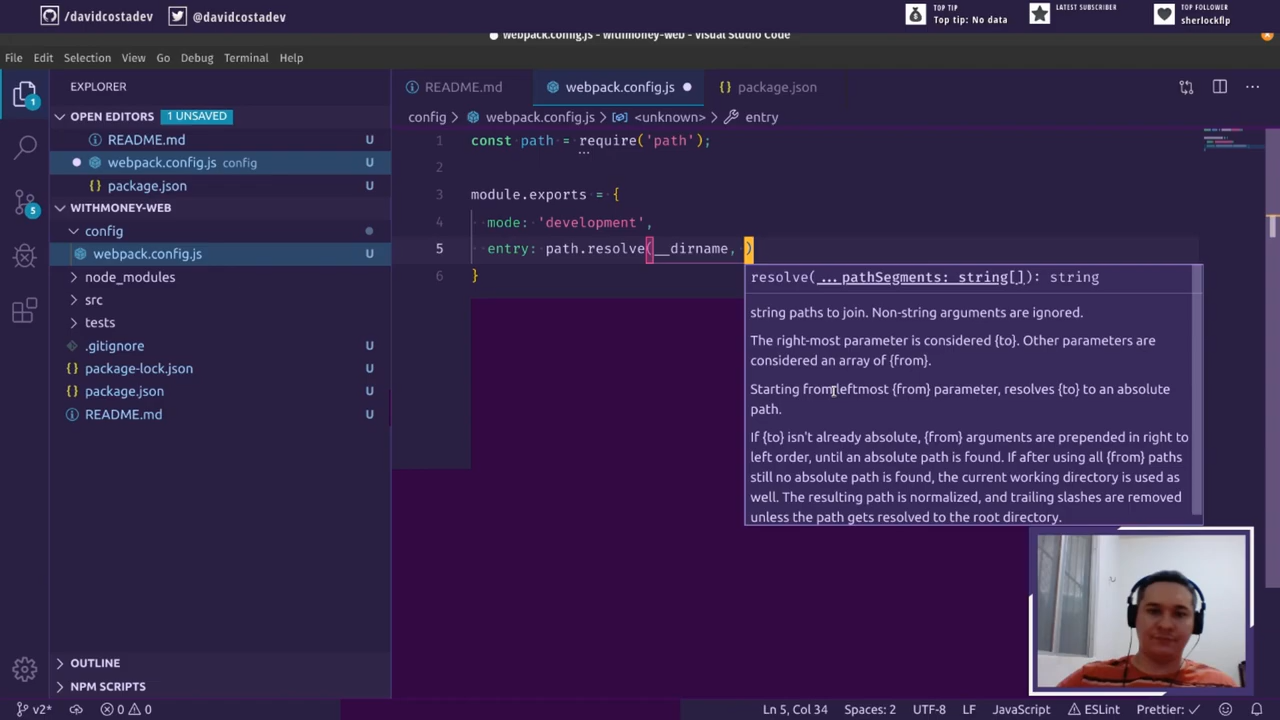 /davidcostadev
@davidcostadev
TOP TIP
Top tip: No data
LATEST SUBSCRIBER
TOP FOLLOWER
sherlockflp
webpack.config.js - withmoney-web - Visual Studio Code
File Edit Selection View Go Debug Terminal Help
EXPLORER
README.md
webpack.config.js
package.json
OPEN EDITORS 1 UNSAVED
README.md U
webpack.config.js config U
package.json U
WITHMONEY-WEB
config
webpack.config.js U
node_modules
src
tests
.gitignore U
package-lock.json U
package.json U
README.md U
OUTLINE
NPM SCRIPTS
1
5
config > webpack.config.js > <unknown> > entry
1 const path = require('path');
2
3 module.exports = {
4 mode: 'development',
5 entry: path.resolve(__dirname, )
6 }
resolve(...pathSegments: string[]): string
string paths to join. Non-string arguments are ignored.
The right-most parameter is considered {to}. Other parameters are
considered an array of {from}.
Starting from leftmost {from} parameter, resolves {to} to an absolute
path.
If {to} isn't already absolute, {from} arguments are prepended in right to
left order, until an absolute path is found. If after using all {from} paths
still no absolute path is found, the current working directory is used as
well. The resulting path is normalized, and trailing slashes are removed
unless the path gets resolved to the root directory.
v2* 0 0 Ln 5, Col 34 Spaces: 2 UTF-8 LF JavaScript ESLint Prettier: ✓